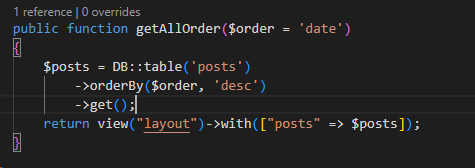 1 reference | 0 overrides
public function getAllOrder($order = 'date')
{
    $posts = DB::table('posts')
        ->orderBy($order, 'desc')
        ->get();
    return view("layout")->with(["posts" => $posts]);
}